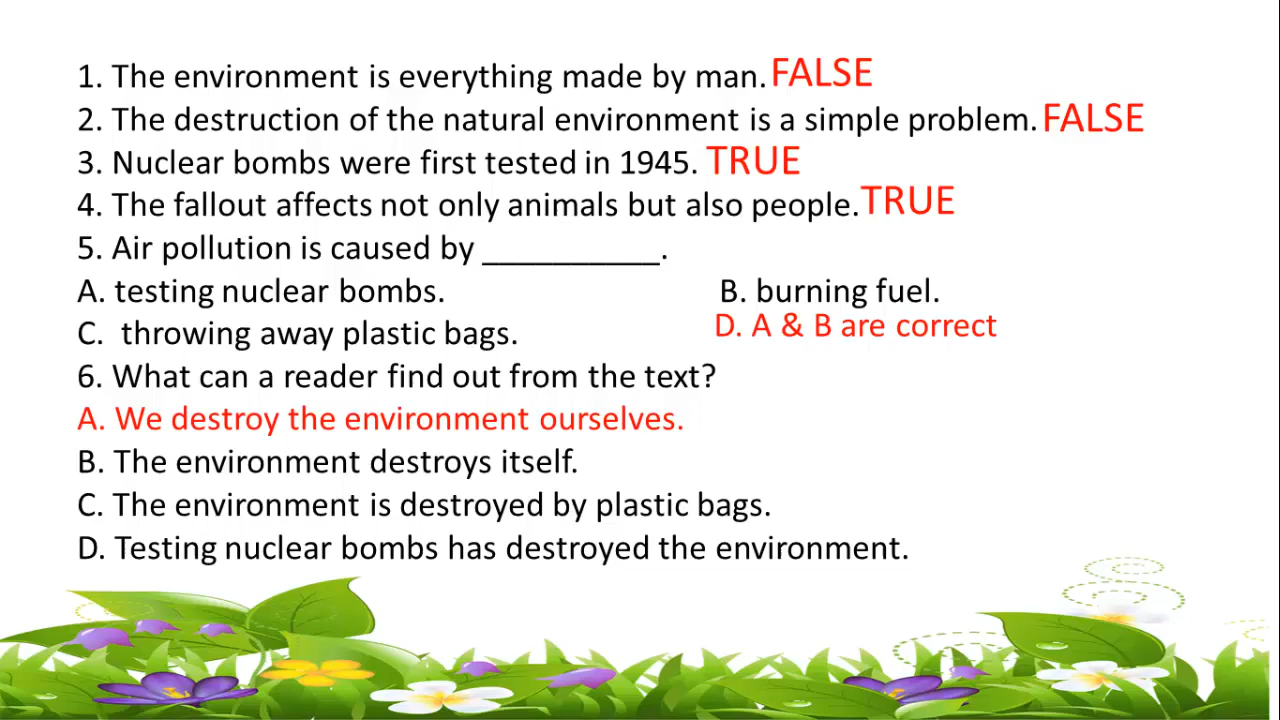 1. The environment is everything made by man. FALSE
2. The destruction of the natural environment is a simple problem. FALSE
3. Nuclear bombs were first tested in 1945. TRUE
4. The fallout affects not only animals but also people. TRUE
5. Air pollution is caused by __________.
A. testing nuclear bombs. B. burning fuel.
C. throwing away plastic bags. D. A & B are correct
6. What can a reader find out from the text?
A. We destroy the environment ourselves.
B. The environment destroys itself.
C. The environment is destroyed by plastic bags.
D. Testing nuclear bombs has destroyed the environment.